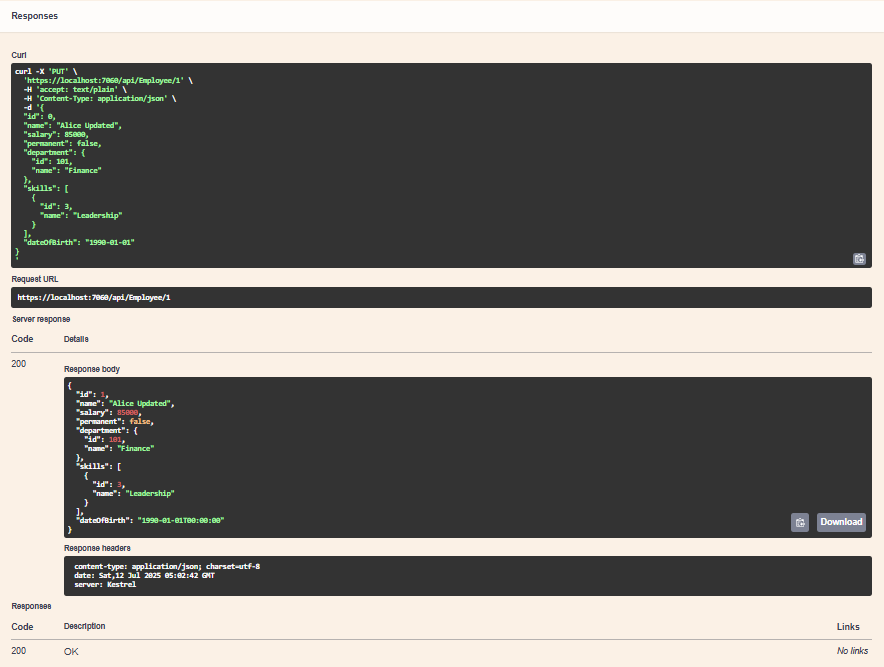 Responses
Curl
curl -X 'PUT' \
  'https://localhost:7060/api/Employee/1' \
  -H 'accept: text/plain' \
  -H 'Content-Type: application/json' \
  -d '{
  "id": 0,
  "name": "Alice Updated",
  "salary": 85000,
  "permanent": false,
  "department": {
    "id": 101,
    "name": "Finance"
  },
  "skills": [
    {
      "id": 3,
      "name": "Leadership"
    }
  ],
  "dateOfBirth": "1990-01-01"
}
'
Request URL
https://localhost:7060/api/Employee/1
Server response
Code Details
200
Response body
{
  "id": 1,
  "name": "Alice Updated",
  "salary": 85000,
  "permanent": false,
  "department": {
    "id": 101,
    "name": "Finance"
  },
  "skills": [
    {
      "id": 3,
      "name": "Leadership"
    }
  ],
  "dateOfBirth": "1990-01-01T00:00:00"
}
Download
Response headers
content-type: application/json; charset=utf-8
date: Sat,12 Jul 2025 05:02:42 GMT
server: Kestrel
Responses
Code Description Links
200 OK No links